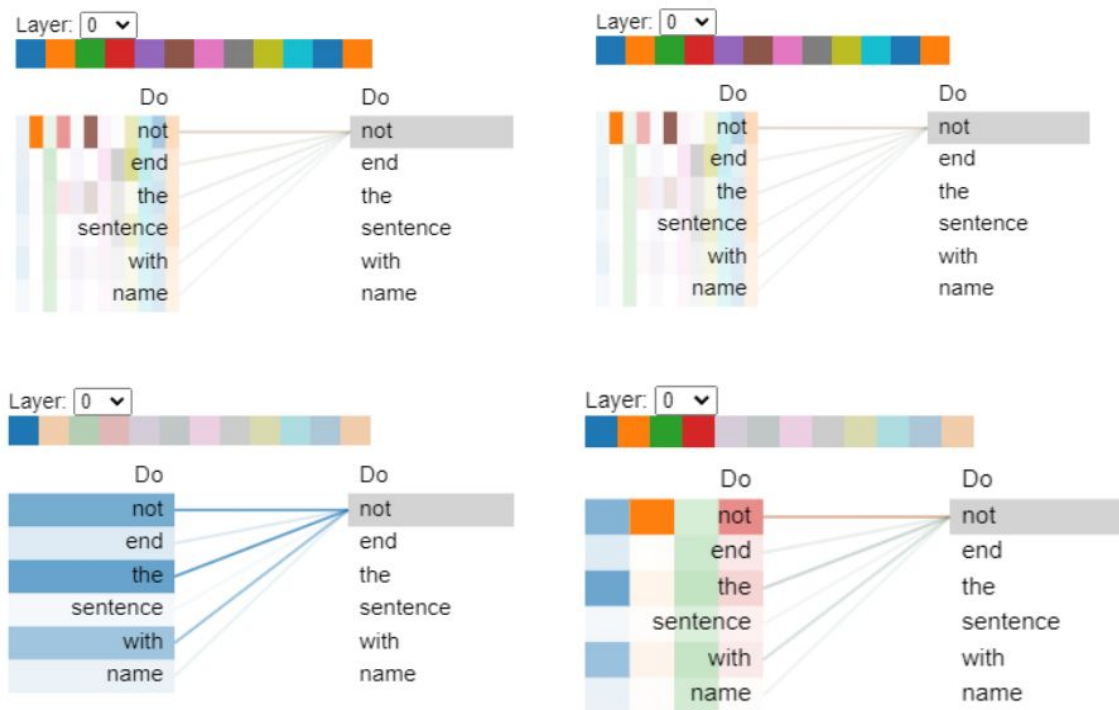 Layer: 0
Do Do
not not
end end
the the
sentence sentence
with with
name name
Layer: 0
Do Do
not not
end end
the the
sentence sentence
with with
name name
Layer: 0
Do Do
not not
end end
the the
sentence sentence
with with
name name
Layer: 0
Do Do
not not
end end
the the
sentence sentence
with with
name name